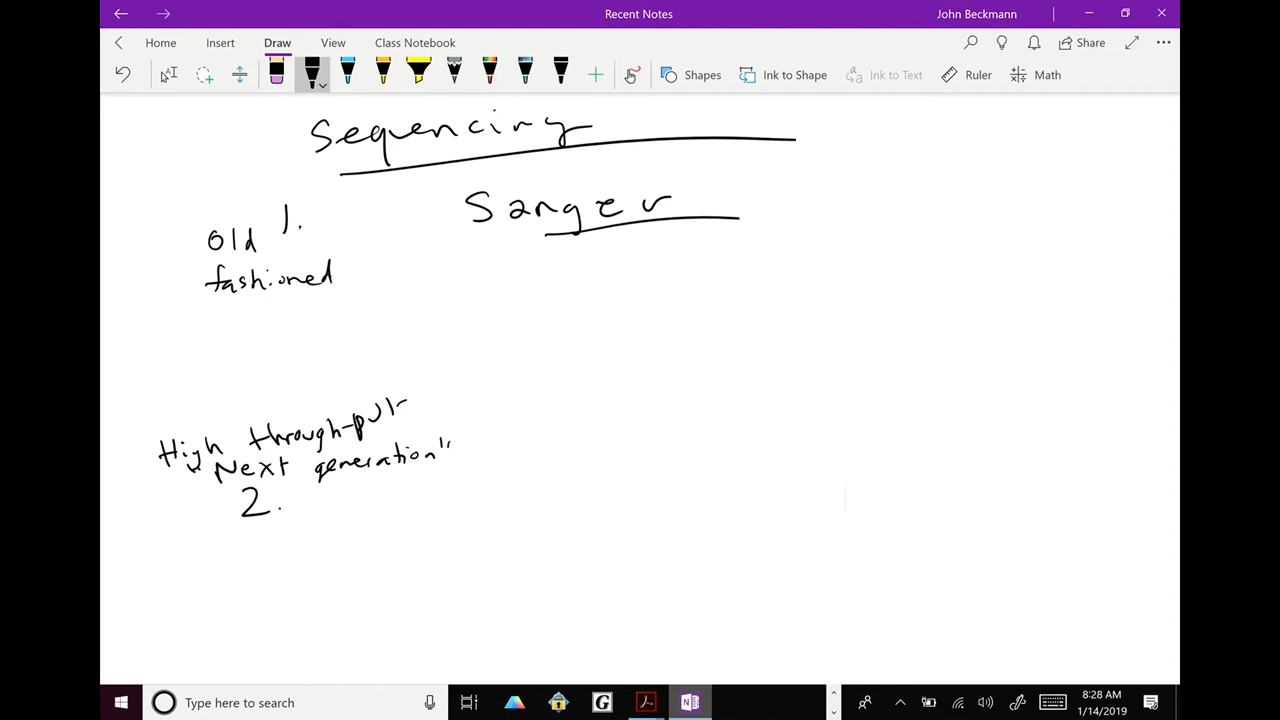 Recent Notes
John Beckmann
Home Insert Draw View Class Notebook
Share
Shapes Ink to Shape Ink to Text Ruler Math
Sequencing
Sanger
1.
Old
fashioned
High through-put
"Next generation"
2.
Type here to search
G
N
8:28 AM
1/14/2019